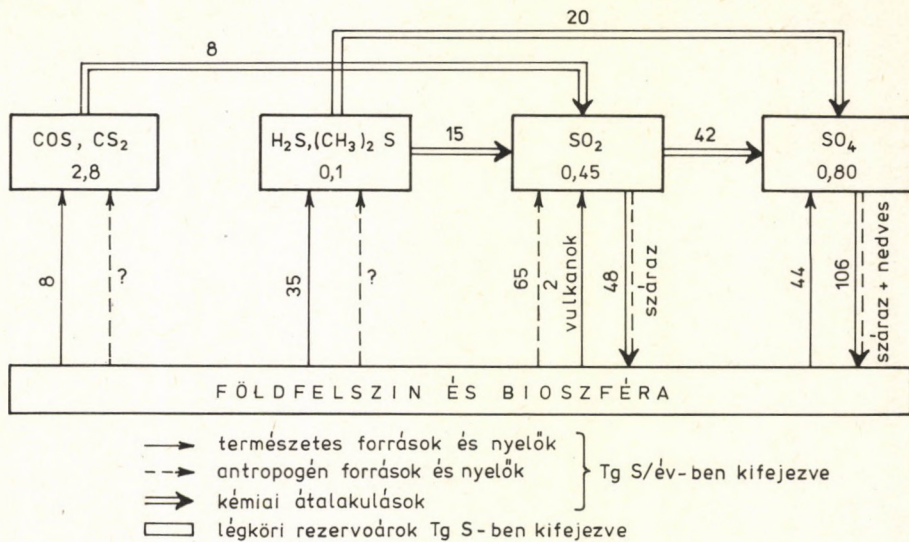 20
8
COS, CS₂
2,8
H₂S,(CH₃)₂ S
0,1
15
SO₂
0,45
42
SO₄
0,80
8
?
35
?
65
2
vulkanok
48
száraz
44
106
száraz + nedves
FÖLDFELSZIN ÉS BIOSZFÉRA
természetes források és nyelők
antropogén források és nyelők
kémiai átalakulások
Tg S/év-ben kifejezve
légköri rezervoárok Tg S-ben kifejezve